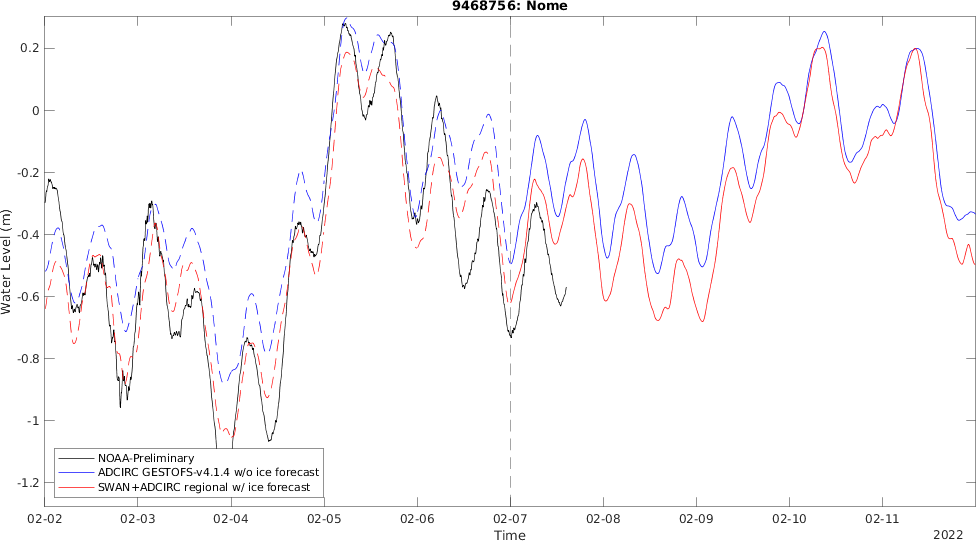 9468756: Nome
0.2
0
-0.2
-0.4
-0.6
-0.8
-1
-1.2
Water Level (m)
NOAA-Preliminary
ADCIRC GESTOFS-v4.1.4 w/o ice forecast
SWAN+ADCIRC regional w/ ice forecast
02-02 02-03 02-04 02-05 02-06 02-07 02-08 02-09 02-10 02-11
Time
2022